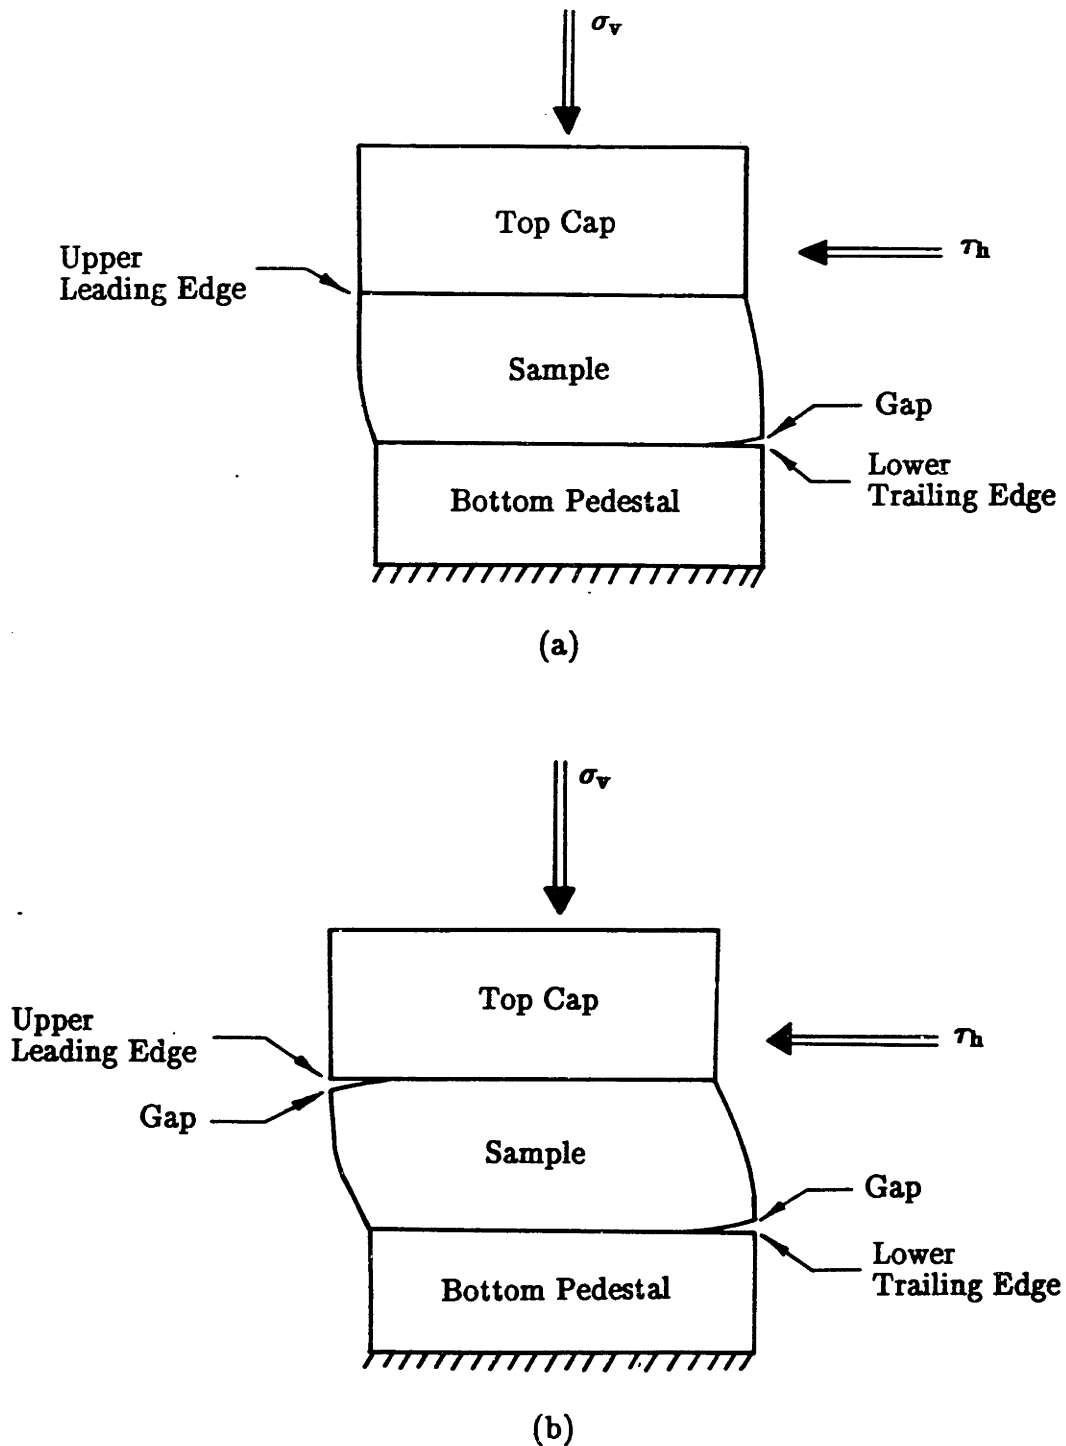 σv
Top Cap
τh
Upper
Leading Edge
Sample
Gap
Lower
Trailing Edge
Bottom Pedestal
(a)
σv
Top Cap
Upper
Leading Edge
τh
Gap
Sample
Gap
Lower
Trailing Edge
Bottom Pedestal
(b)